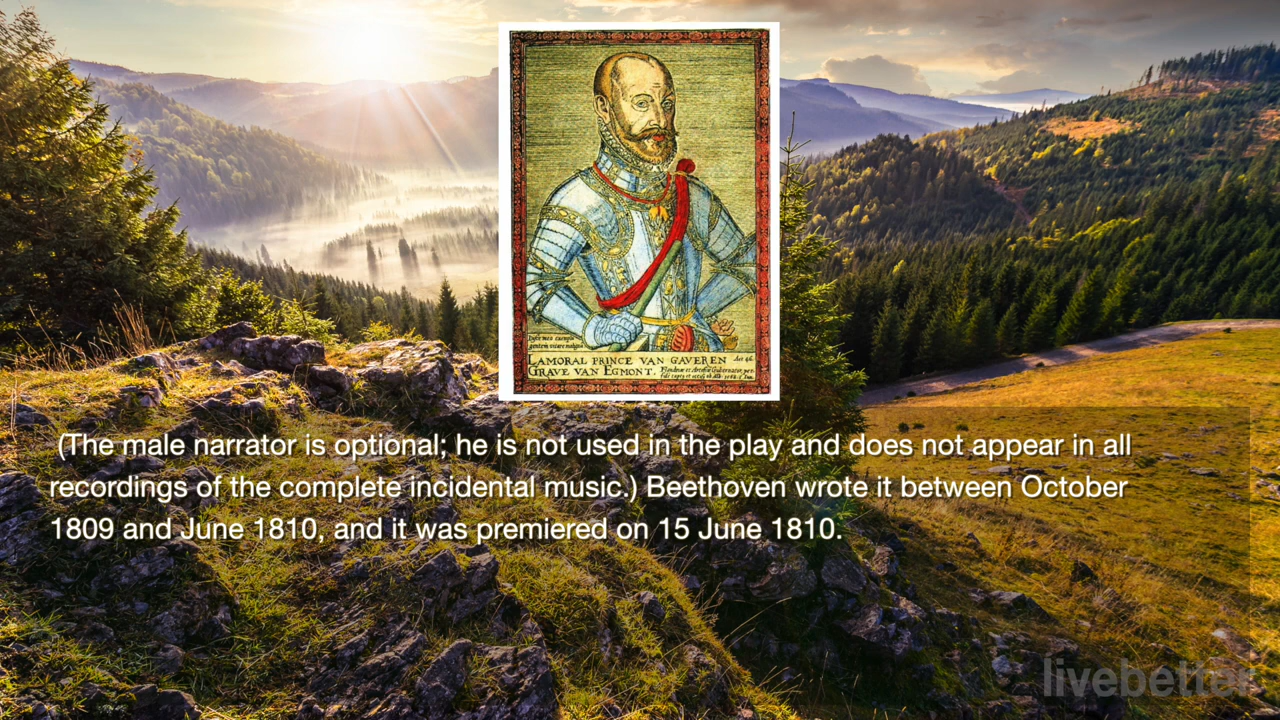 LAMORAL PRINCE VAN GAVEREN
GRAVE VAN EGMONT.
(The male narrator is optional; he is not used in the play and does not appear in all
recordings of the complete incidental music.) Beethoven wrote it between October
1809 and June 1810, and it was premiered on 15 June 1810.
livebetter